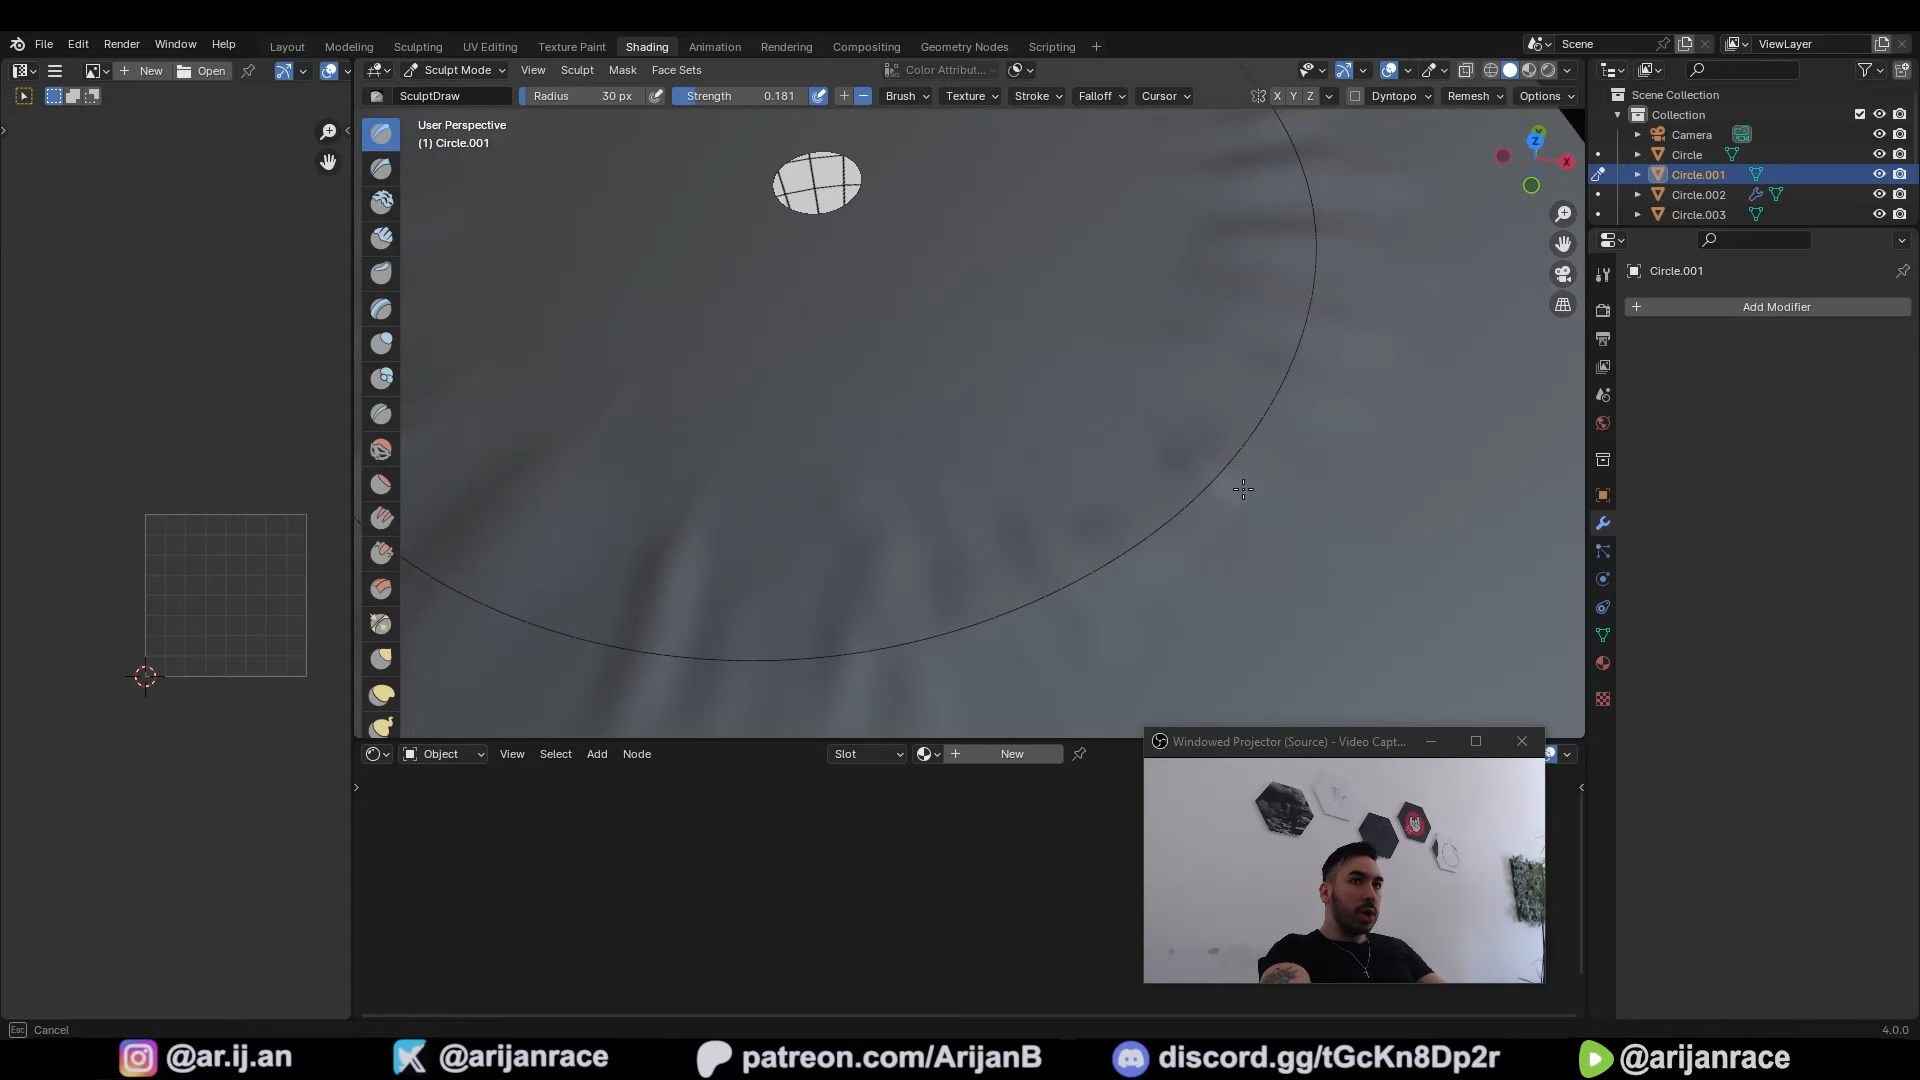 File Edit Render Window Help Layout Modeling Sculpting UV Editing Texture Paint Shading Animation Rendering Compositing Geometry Nodes Scripting + Scene ViewLayer
New Open Sculpt Mode View Sculpt Mask Face Sets Color Attribut...
SculptDraw Radius 30 px Strength 0.181 Brush Texture Stroke Falloff Cursor X Y Z Dyntopo Remesh Options
User Perspective
(1) Circle.001
Z
X
Scene Collection
Collection
Camera
Circle
Circle.001
Circle.002
Circle.003
Circle.001
+ Add Modifier
Object View Select Add Node Slot New
Windowed Projector (Source) - Video Capt...
Esc Cancel 4.0.0
@ar.ij.an @arijanrace patreon.com/ArijanB discord.gg/tGcKn8Dp2r @arijanrace